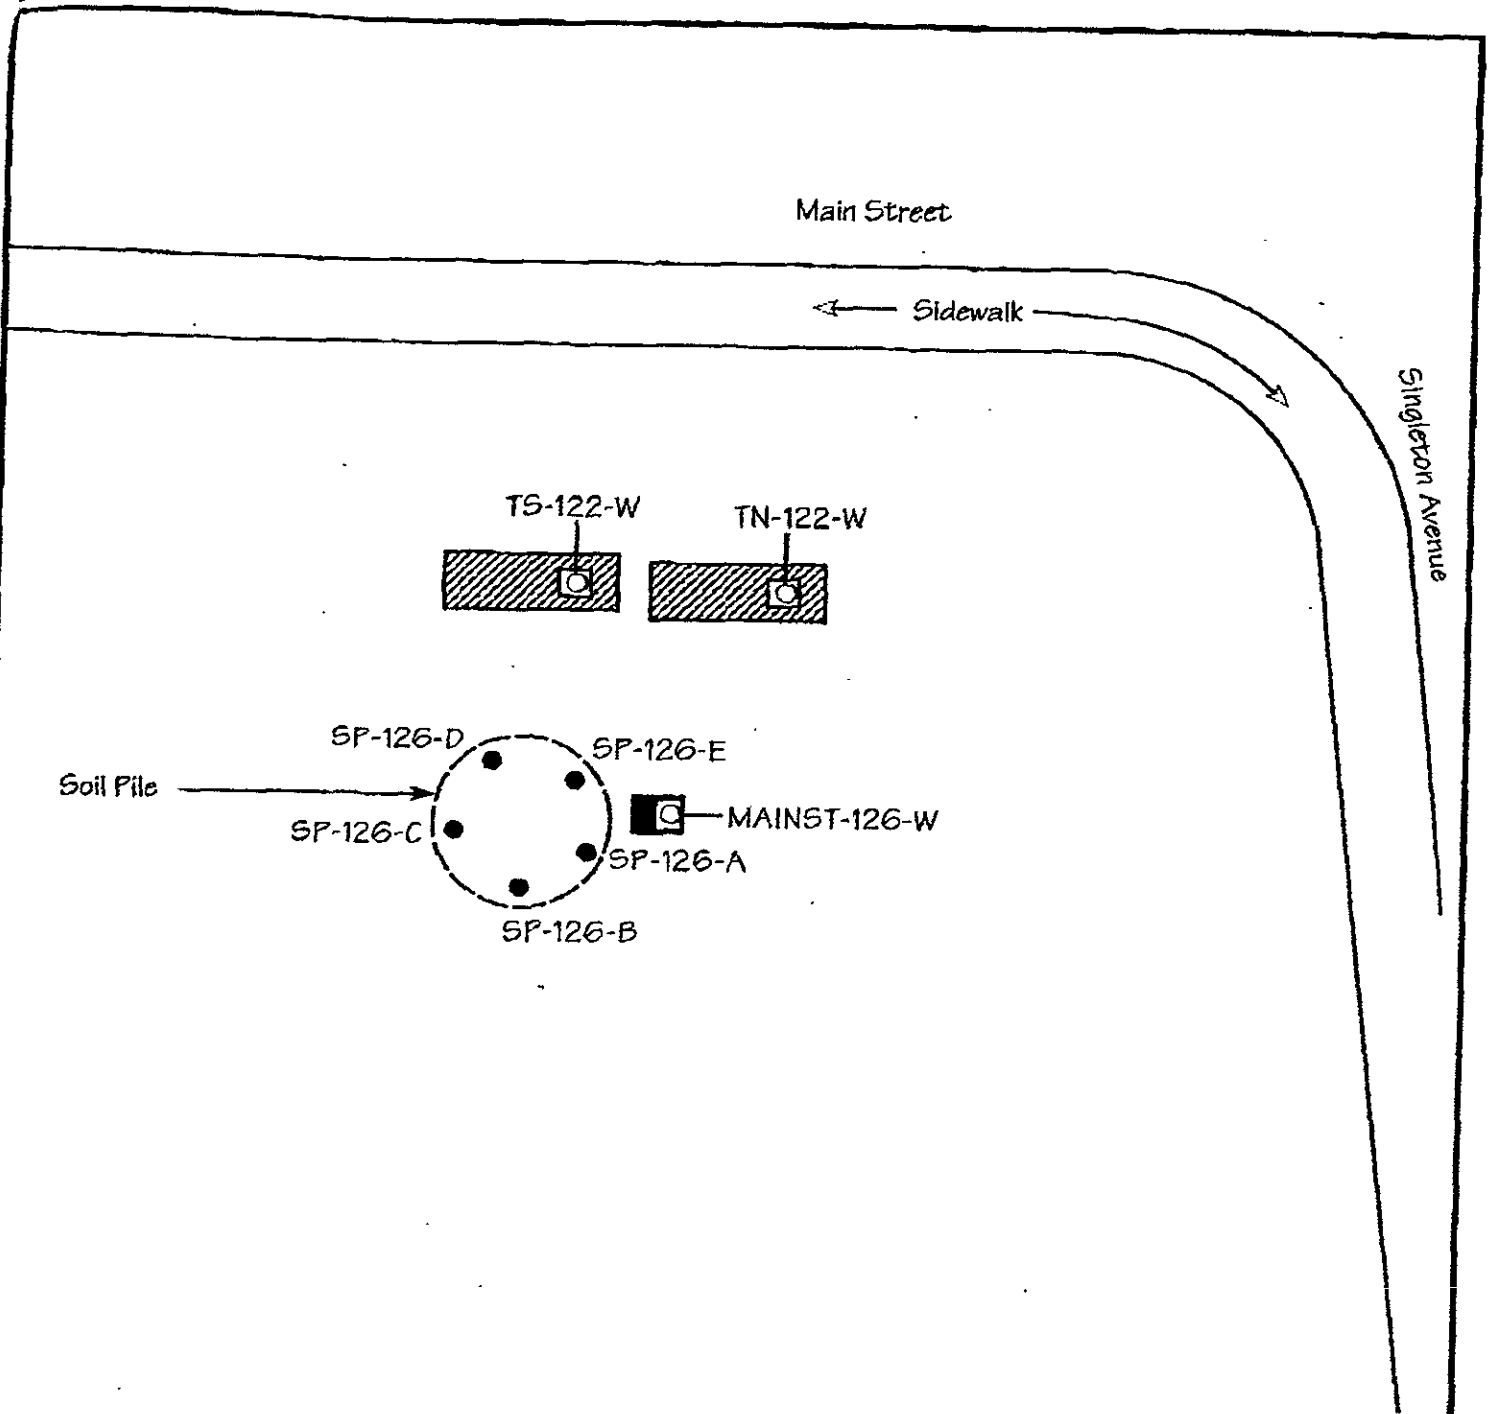 Main Street
Sidewalk
Singleton Avenue
TS-122-W
TN-122-W
SP-126-D
SP-126-E
Soil Pile
MAINST-126-W
SP-126-C
SP-126-A
SP-126-B